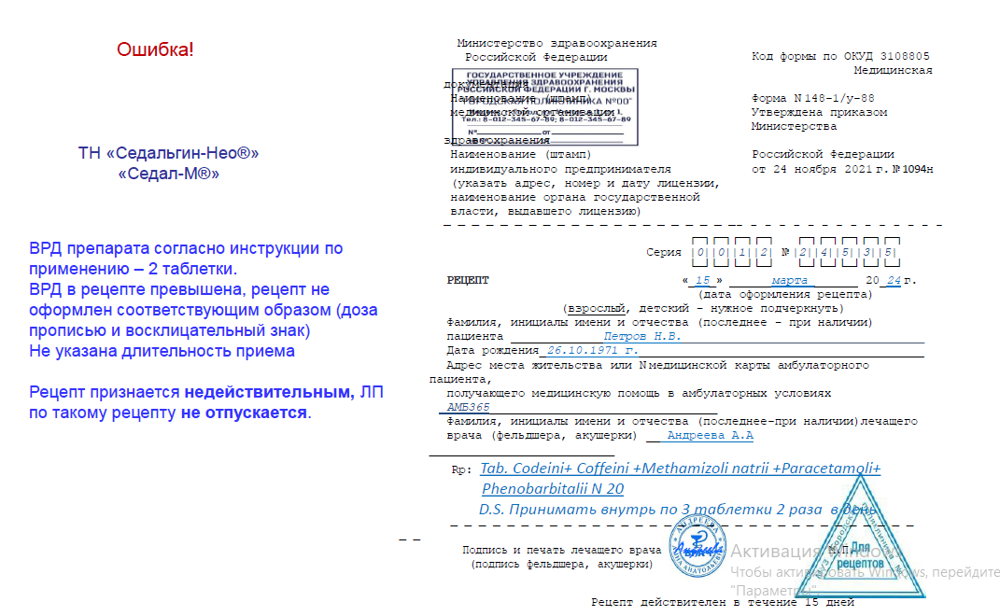 Ошибка!
ТН «Седальгин-Нео®»
«Седал-М®»
ВРД препарата согласно инструкции по
применению – 2 таблетки.
ВРД в рецепте превышена, рецепт не
оформлен соответствующим образом (доза
прописью и восклицательный знак)
Не указана длительность приема
Рецепт признается недействительным, ЛП
по такому рецепту не отпускается.
Министерство здравоохранения
Российской Федерации
Код формы по ОКУД 3108805
Медицинская
ГОСУДАРСТВЕННОЕ УЧРЕЖДЕНИЕ
УПРАВЛЕНИЯ ЗДРАВООХРАНЕНИЯ
документация
РОССИЙСКОЙ ФЕДЕРАЦИИ Г. МОСКВЫ
Наименование (штамп)
"ГОРОДСКАЯ ПОЛИКЛИНИКА №00"
медицинской организации
Тел.: 8-012-345-67-89; 8-012-345-67-89
№ от
здравоохранения
Форма N 148-1/у-88
Утверждена приказом
Министерства
Наименование (штамп)
индивидуального предпринимателя
(указать адрес, номер и дату лицензии,
наименование органа государственной
власти, выдавшего лицензию)
Российской Федерации
от 24 ноября 2021 г. № 1094н
Серия |0||0||1||2| № |2||4||5||3||5|
РЕЦЕПТ « 15 » марта 20 24 г.
(дата оформления рецепта)
(взрослый, детский - нужное подчеркнуть)
Фамилия, инициалы имени и отчества (последнее - при наличии)
пациента Петров Н.В.
Дата рождения 26.10.1971 г.
Адрес места жительства или N медицинской карты амбулаторного
пациента,
получающего медицинскую помощь в амбулаторных условиях
АМБ365
Фамилия, инициалы имени и отчества (последнее-при наличии)лечащего
врача (фельдшера, акушерки) Андреева А.А
Rp: Tab. Codeini+ Coffeini +Methamizoli natrii +Paracetamoli+
Phenobarbitalii N 20
D.S. Принимать внутрь по 3 таблетки 2 раза в день
Подпись и печать лечащего врача М.П.
(подпись фельдшера, акушерки)
АНДРЕЕВА
АННА АНАТОЛЬЕВНА
Для
рецептов
Активация Windows
Чтобы активировать Windows, перейдите
"Параметры".
Рецепт действителен в течение 15 дней